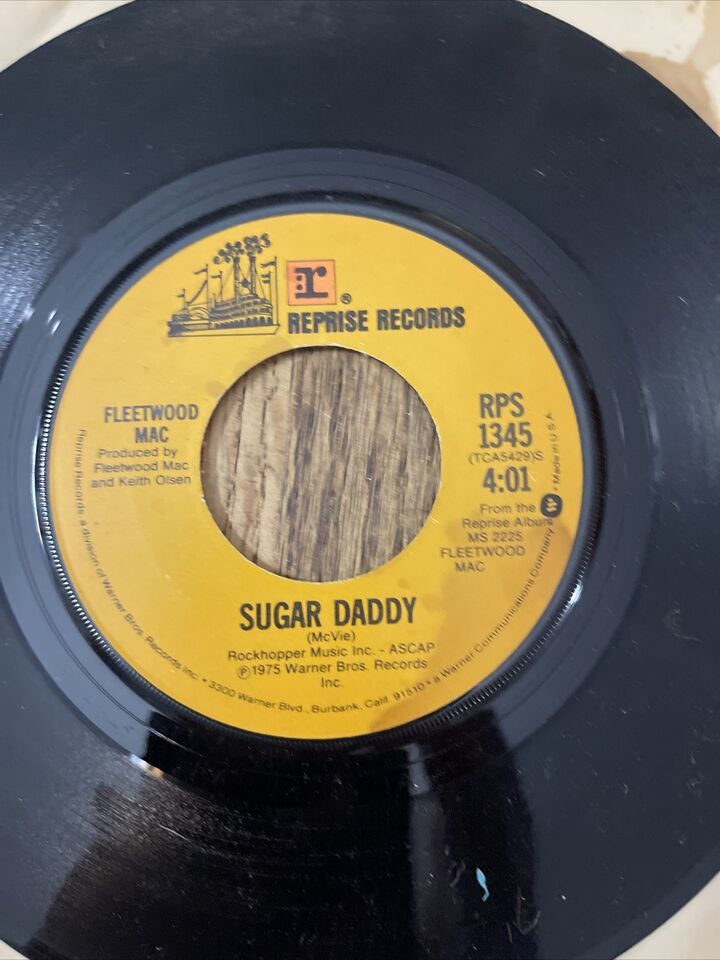 r ®
REPRISE RECORDS
FLEETWOOD
MAC
Produced by
Fleetwood Mac
and Keith Olsen
RPS
1345
(TCA5429)S
4:01
From the
Reprise Album
MS 2225
FLEETWOOD
MAC
SUGAR DADDY
(McVie)
Rockhopper Music Inc. - ASCAP
℗1975 Warner Bros. Records
Inc.
Reprise Records, a division of Warner Bros. Records Inc. • 3300 Warner Blvd., Burbank, Calif. 91510 • a Warner Communications Company • Made in U.S.A.